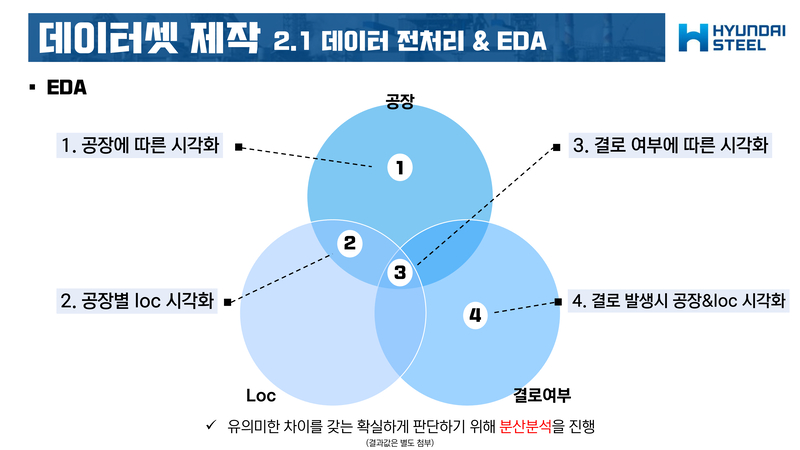 데이터셋 제작 2.1 데이터 전처리 & EDA
HYUNDAI
STEEL
▪ EDA
공장
1. 공장에 따른 시각화
3. 결로 여부에 따른 시각화
1
2
3
2. 공장별 loc 시각화
4. 결로 발생시 공장&loc 시각화
4
Loc
결로여부
✓ 유의미한 차이를 갖는 확실하게 판단하기 위해 분산분석을 진행
(결과값은 별도 첨부)